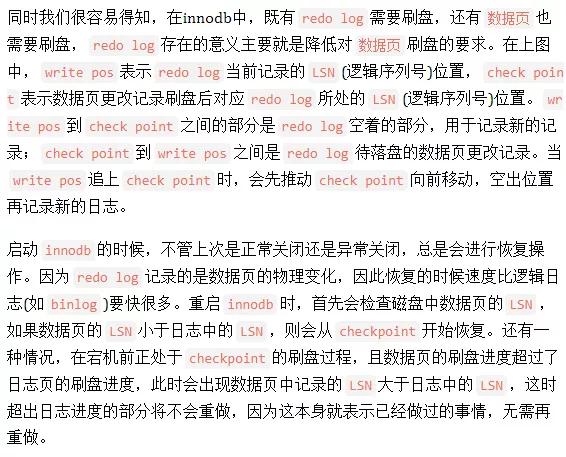 同时我们很容易得知，在innodb中，既有 redo log 需要刷盘，还有 数据页 也
需要刷盘， redo log 存在的意义主要就是降低对 数据页 刷盘的要求。在上图
中， write pos 表示 redo log 当前记录的 LSN (逻辑序列号)位置， check poin
t 表示数据页更改记录刷盘后对应 redo log 所处的 LSN (逻辑序列号)位置。 wr
ite pos 到 check point 之间的部分是 redo log 空着的部分，用于记录新的记
录； check point 到 write pos 之间是 redo log 待落盘的数据页更改记录。当
write pos 追上 check point 时，会先推动 check point 向前移动，空出位置
再记录新的日志。
启动 innodb 的时候，不管上次是正常关闭还是异常关闭，总是会进行恢复操
作。因为 redo log 记录的是数据页的物理变化，因此恢复的时候速度比逻辑日
志(如 binlog )要快很多。重启 innodb 时，首先会检查磁盘中数据页的 LSN ，
如果数据页的 LSN 小于日志中的 LSN ，则会从 checkpoint 开始恢复。还有一
种情况，在宕机前正处于 checkpoint 的刷盘过程，且数据页的刷盘进度超过了
日志页的刷盘进度，此时会出现数据页中记录的 LSN 大于日志中的 LSN ，这时
超出日志进度的部分将不会重做，因为这本身就表示已经做过的事情，无需再
重做。